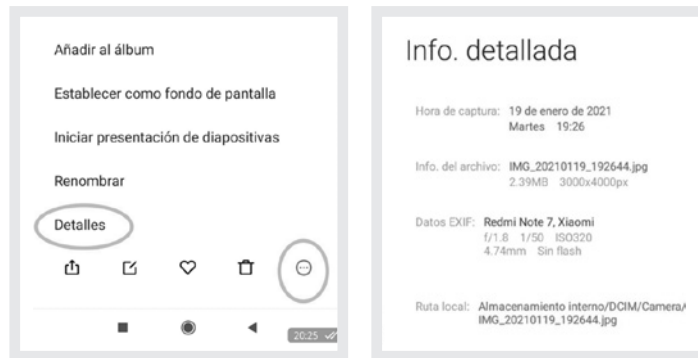 Añadir al álbum
Establecer como fondo de pantalla
Iniciar presentación de diapositivas
Renombrar
Detalles
20:25
Info. detallada
Hora de captura: 19 de enero de 2021
Martes 19:26
Info. del archivo: IMG_20210119_192644.jpg
2.39MB 3000x4000px
Datos EXIF: Redmi Note 7, Xiaomi
f/1.8 1/50 ISO320
4.74mm Sin flash
Ruta local: Almacenamiento interno/DCIM/Camera/
IMG_20210119_192644.jpg